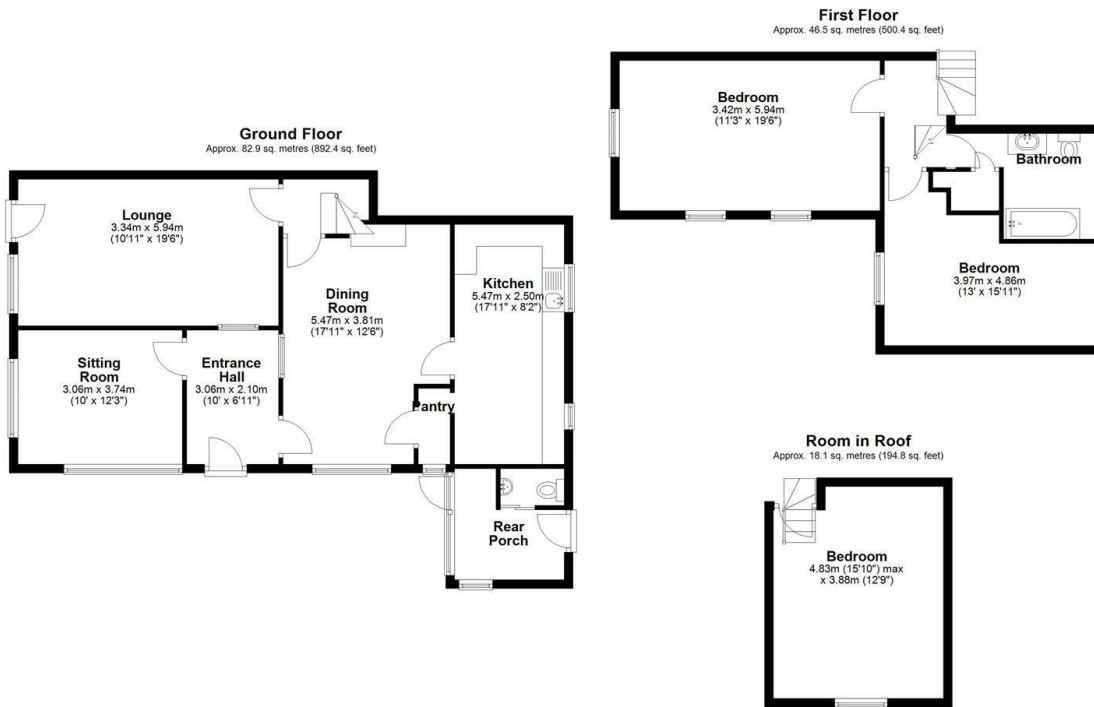 Ground Floor
Approx. 82.9 sq. metres (892.4 sq. feet)
Lounge
3.34m x 5.94m
(10'11" x 19'6")
Sitting
Room
3.06m x 3.74m
(10' x 12'3")
Entrance
Hall
3.06m x 2.10m
(10' x 6'11")
Dining
Room
5.47m x 3.81m
(17'11" x 12'6")
Kitchen
5.47m x 2.50m
(17'11" x 8'2")
Pantry
Rear
Porch
First Floor
Approx. 46.5 sq. metres (500.4 sq. feet)
Bedroom
3.42m x 5.94m
(11'3" x 19'6")
Bathroom
Bedroom
3.97m x 4.86m
(13' x 15'11")
Room in Roof
Approx. 18.1 sq. metres (194.8 sq. feet)
Bedroom
4.83m (15'10") max
x 3.88m (12'9")